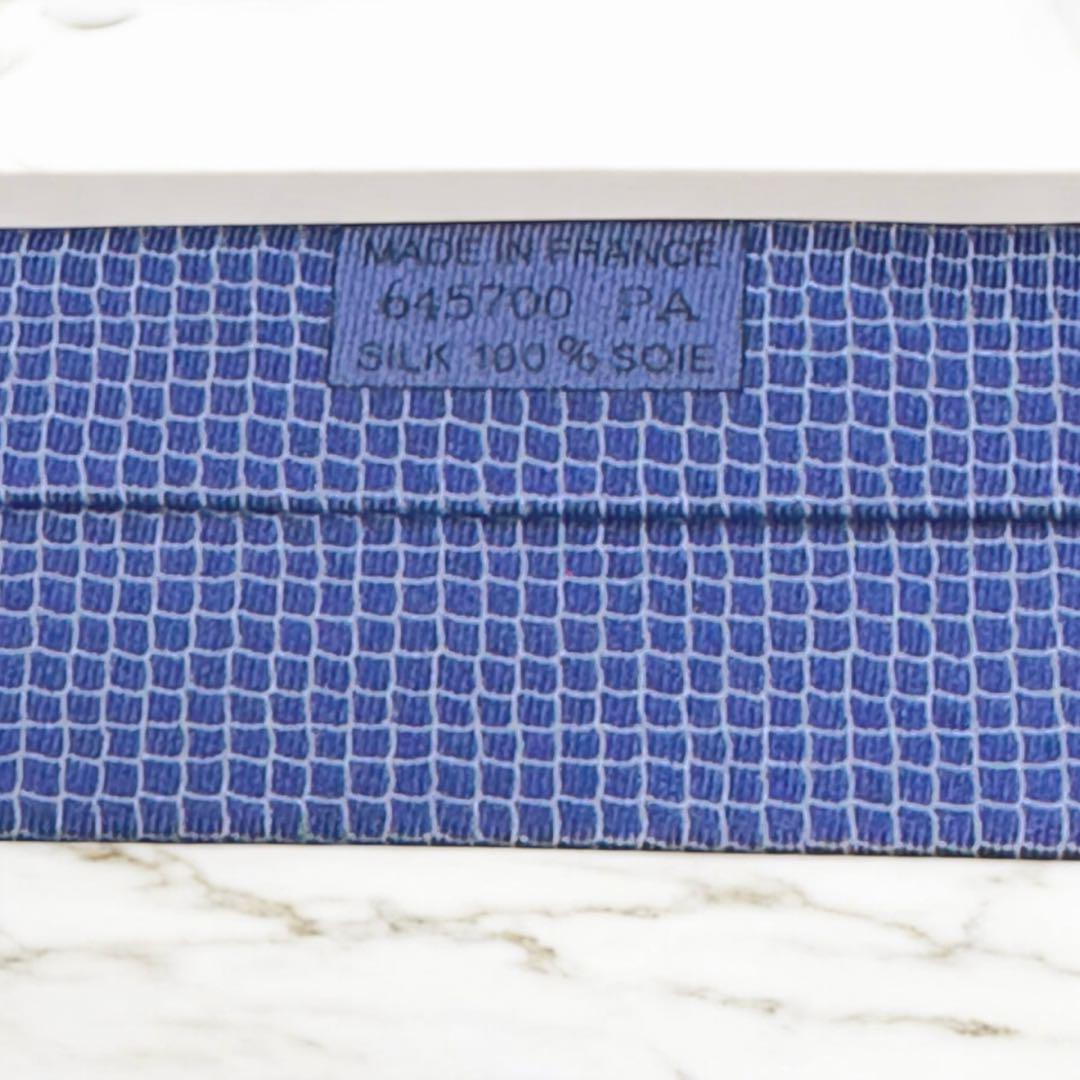 MADE IN FRANCE
645700 PA
SILK 100% SOIE